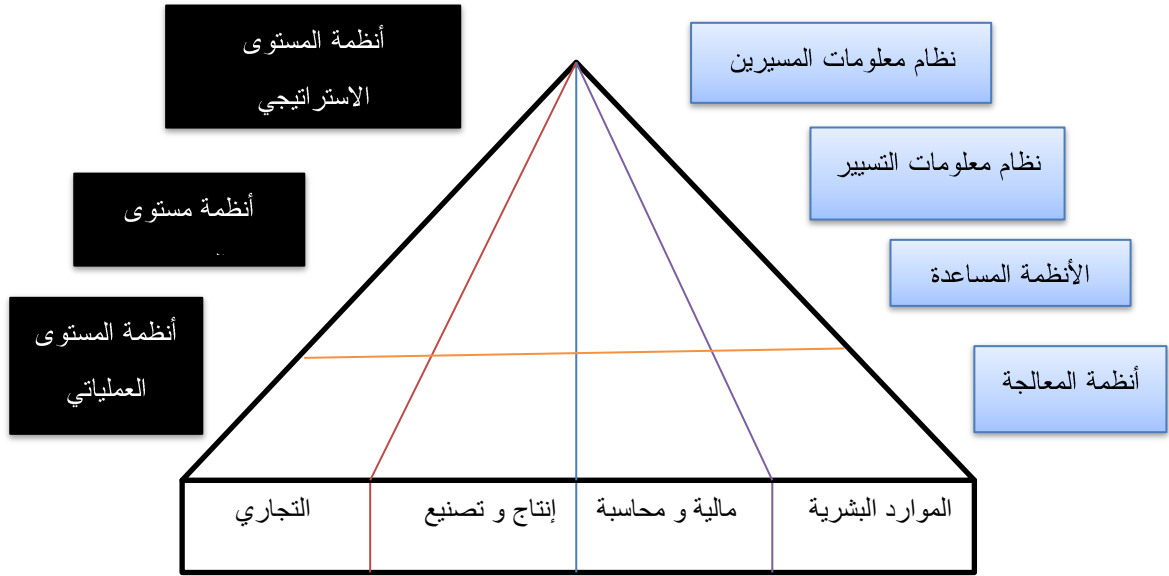 أنظمة المستوى
الاستراتيجي
نظام معلومات المسيرين
نظام معلومات التسيير
أنظمة مستوى
الأنظمة المساعدة
أنظمة المستوى
العملياتي
أنظمة المعالجة
الموارد البشرية
مالية و محاسبة
إنتاج و تصنيع
التجاري